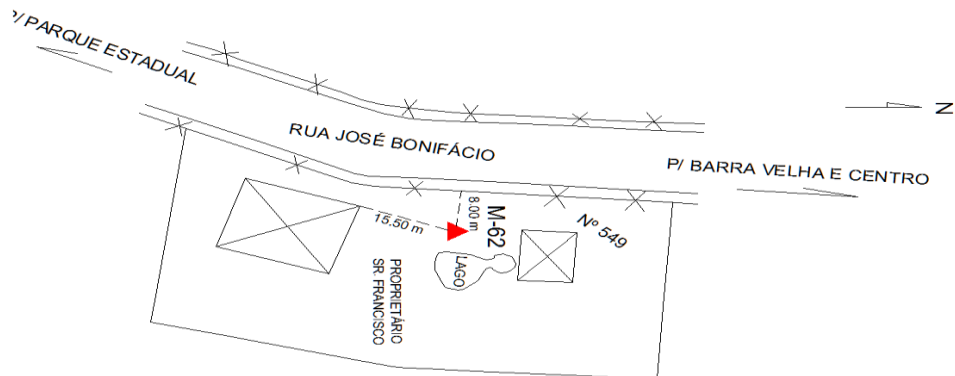 P/ PARQUE ESTADUAL
N
RUA JOSÉ BONIFÁCIO
P/ BARRA VELHA E CENTRO
15.50 m
8.00 m
M-62
Nº 549
LAGO
PROPRIETÁRIO
SR. FRANCISCO